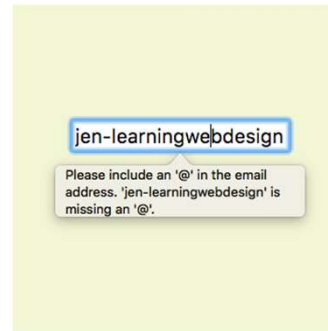 jen-learningwebdesign
Please include an '@' in the email
address. 'jen-learningwebdesign' is
missing an '@'.